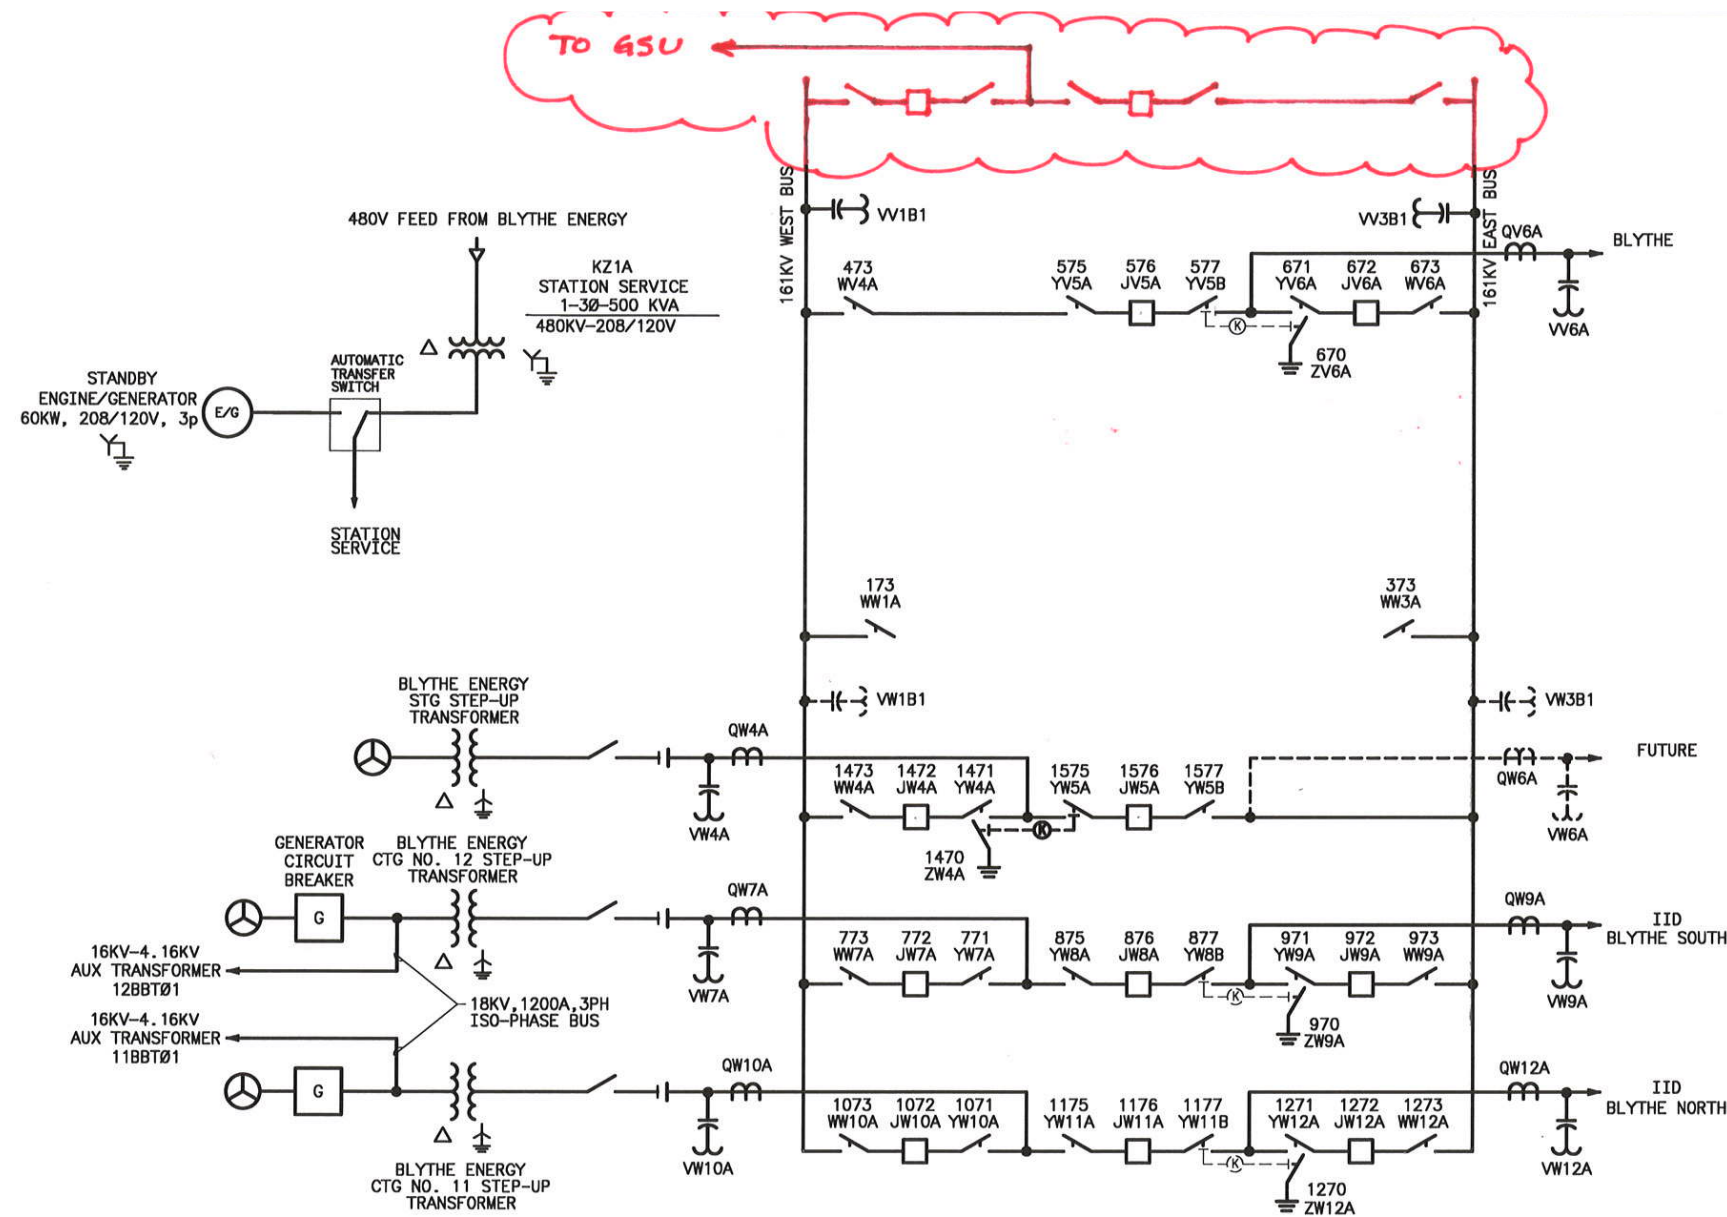 TO GSU
161KV WEST BUS
161KV EAST BUS
VV1B1
VV3B1
QV6A
BLYTHE
VV6A
480V FEED FROM BLYTHE ENERGY
KZ1A
STATION SERVICE
1-3Ø-500 KVA
480KV-208/120V
AUTOMATIC
TRANSFER
SWITCH
STANDBY
ENGINE/GENERATOR
60KW, 208/120V, 3p
E/G
STATION
SERVICE
473
WV4A
575
YV5A
576
JV5A
577
YV5B
671
YV6A
672
JV6A
673
WV6A
K
670
ZV6A
173
WW1A
373
WW3A
VW1B1
VW3B1
BLYTHE ENERGY
STG STEP-UP
TRANSFORMER
QW4A
VW4A
1473
WW4A
1472
JW4A
1471
YW4A
1575
YW5A
1576
JW5A
1577
YW5B
K
1470
ZW4A
QW6A
FUTURE
VW6A
GENERATOR
CIRCUIT
BREAKER
G
BLYTHE ENERGY
CTG NO. 12 STEP-UP
TRANSFORMER
QW7A
VW7A
773
WW7A
772
JW7A
771
YW7A
875
YW8A
876
JW8A
877
YW8B
971
YW9A
972
JW9A
973
WW9A
K
970
ZW9A
QW9A
IID
BLYTHE SOUTH
VW9A
16KV-4.16KV
AUX TRANSFORMER
12BBTØ1
18KV,1200A,3PH
ISO-PHASE BUS
16KV-4.16KV
AUX TRANSFORMER
11BBTØ1
G
BLYTHE ENERGY
CTG NO. 11 STEP-UP
TRANSFORMER
QW10A
VW10A
1073
WW10A
1072
JW10A
1071
YW10A
1175
YW11A
1176
JW11A
1177
YW11B
1271
YW12A
1272
JW12A
1273
WW12A
K
1270
ZW12A
QW12A
IID
BLYTHE NORTH
VW12A